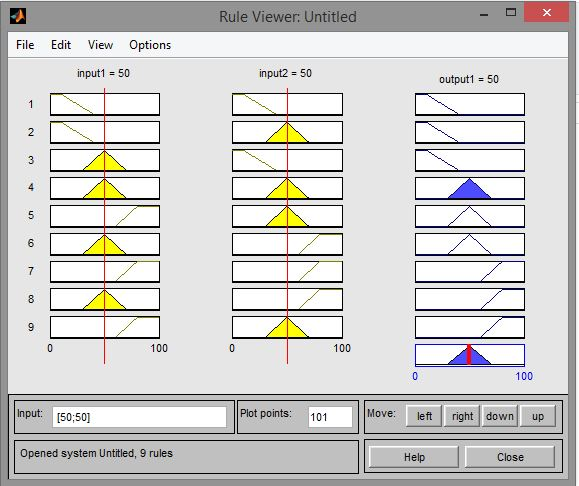 Rule Viewer: Untitled
File Edit View Options
input1 = 50 input2 = 50 output1 = 50
1
2
3
4
5
6
7
8
9
0 100 0 100
0 100
Input: [50;50] Plot points: 101 Move: left right down up
Opened system Untitled, 9 rules Help Close